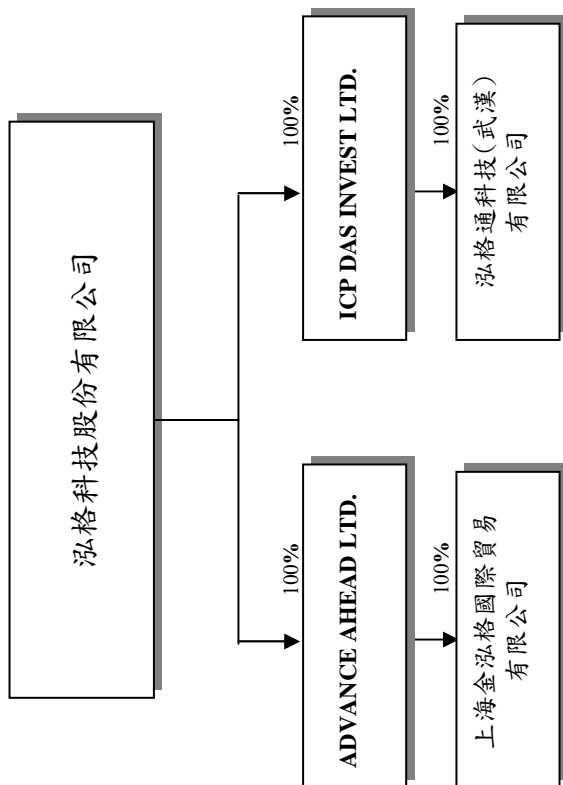 泓格科技股份有限公司
100%
100%
ADVANCE AHEAD LTD.
ICP DAS INVEST LTD.
100%
100%
上海金泓格國際貿易
有限公司
泓格通科技(武漢)
有限公司